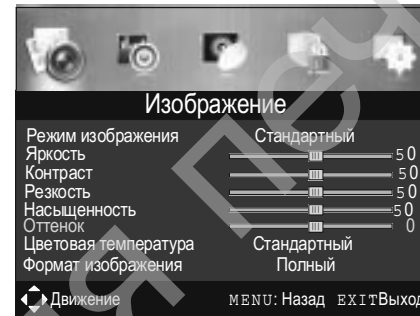 Изображение
Режим изображения Стандартный
Яркость 50
Контраст 50
Резкость 50
Насыщенность 50
Оттенок 0
Цветовая температура Стандартный
Формат изображения Полный
Движение MENU: Назад EXITВыход